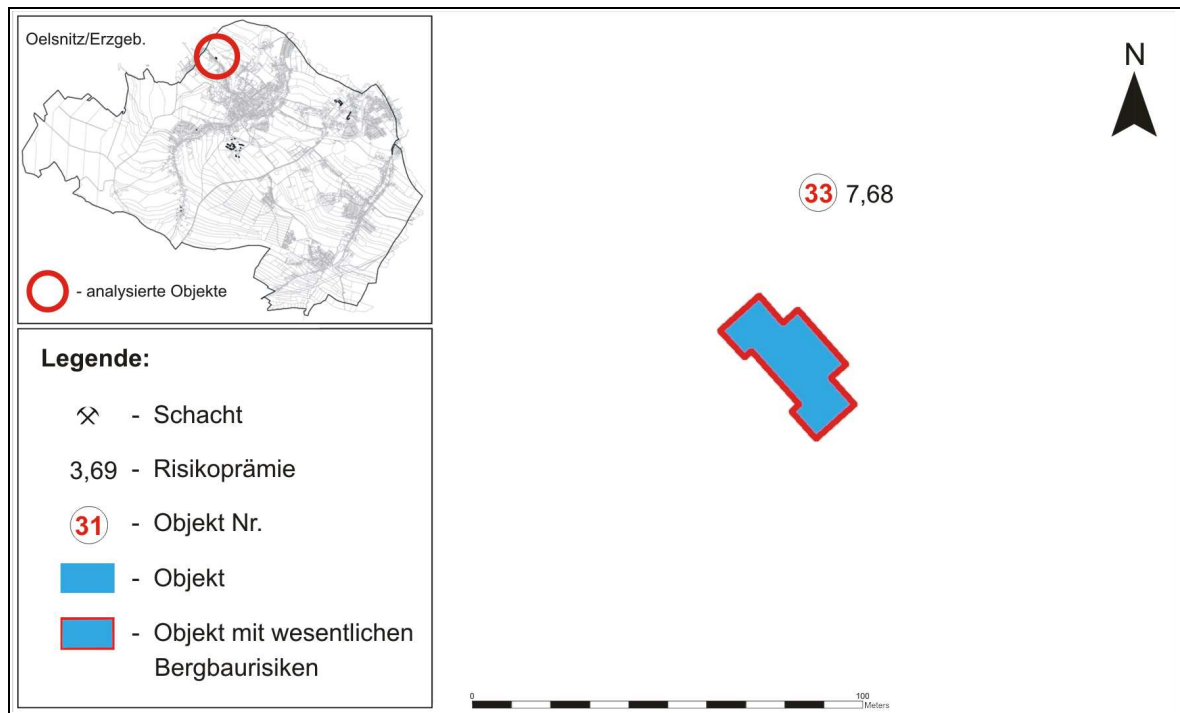 Oelsnitz/Erzgeb.
- analysierte Objekte
Legende:
- Schacht
3,69 - Risikoprämie
31 - Objekt Nr.
- Objekt
- Objekt mit wesentlichen
Bergbaurisiken
N
33 7,68
0 100
Meters